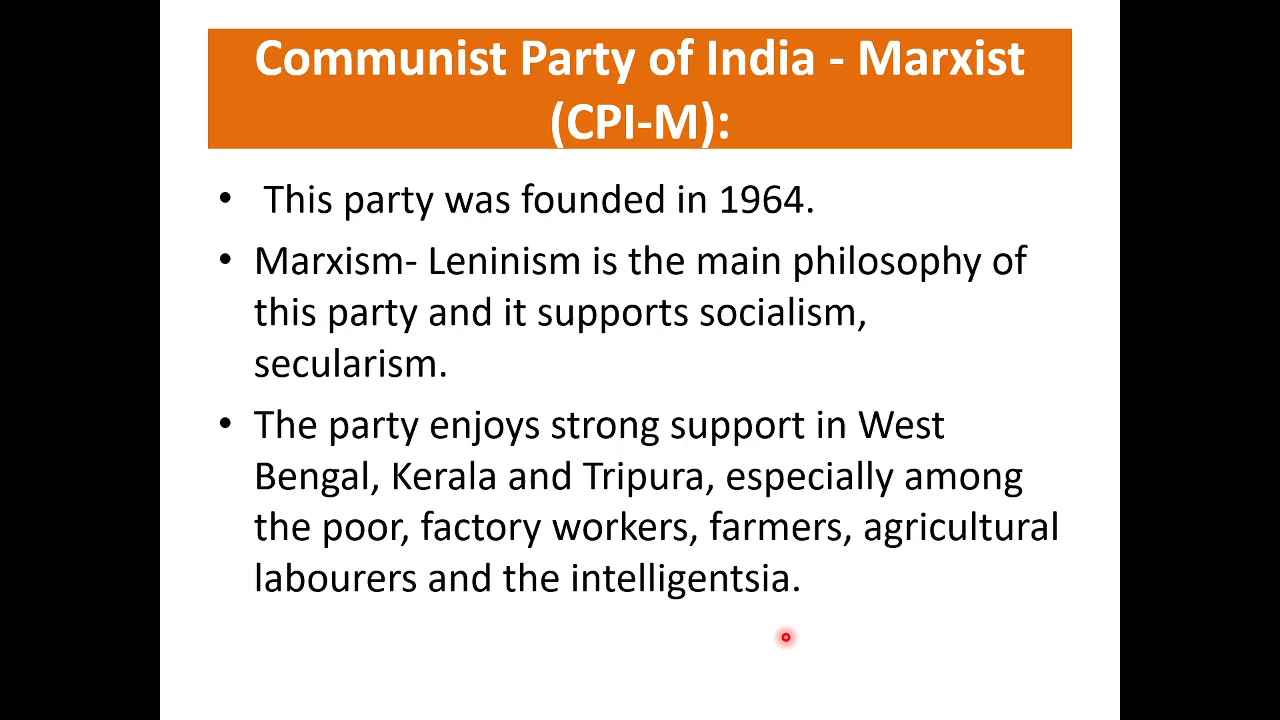 Communist Party of India - Marxist
(CPI-M):
• This party was founded in 1964.
• Marxism- Leninism is the main philosophy of
this party and it supports socialism,
secularism.
• The party enjoys strong support in West
Bengal, Kerala and Tripura, especially among
the poor, factory workers, farmers, agricultural
labourers and the intelligentsia.